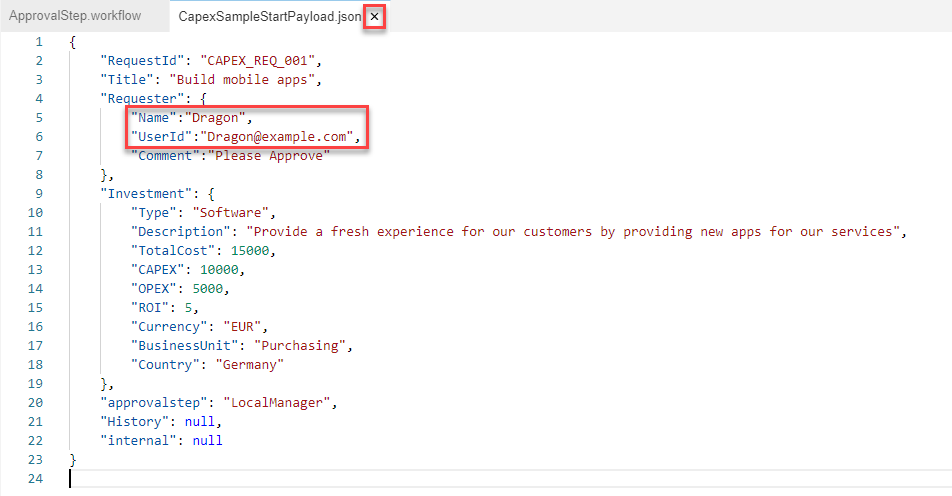 ApprovalStep.workflow CapexSampleStartPayload.json ×
1 {
2 "RequestId": "CAPEX_REQ_001",
3 "Title": "Build mobile apps",
4 "Requester": {
5 "Name":"Dragon",
6 "UserId":"Dragon@example.com",
7 "Comment":"Please Approve"
8 },
9 "Investment": {
10 "Type": "Software",
11 "Description": "Provide a fresh experience for our customers by providing new apps for our services",
12 "TotalCost": 15000,
13 "CAPEX": 10000,
14 "OPEX": 5000,
15 "ROI": 5,
16 "Currency": "EUR",
17 "BusinessUnit": "Purchasing",
18 "Country": "Germany"
19 },
20 "approvalstep": "LocalManager",
21 "History": null,
22 "internal": null
23 }
24